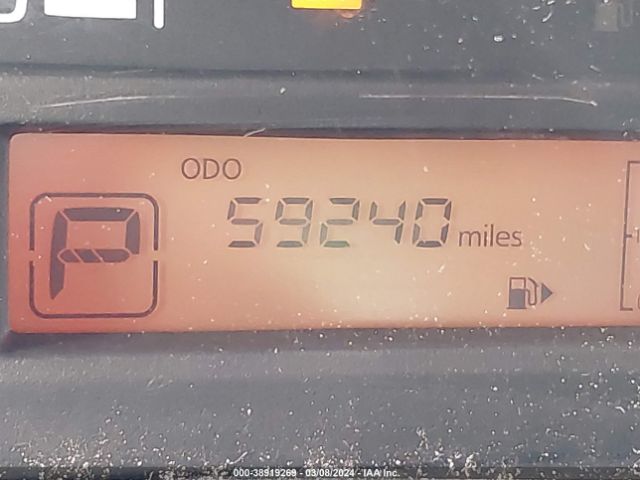 ODO
59240 miles
P
000-38919269 - 03/08/2024 - IAA Inc.